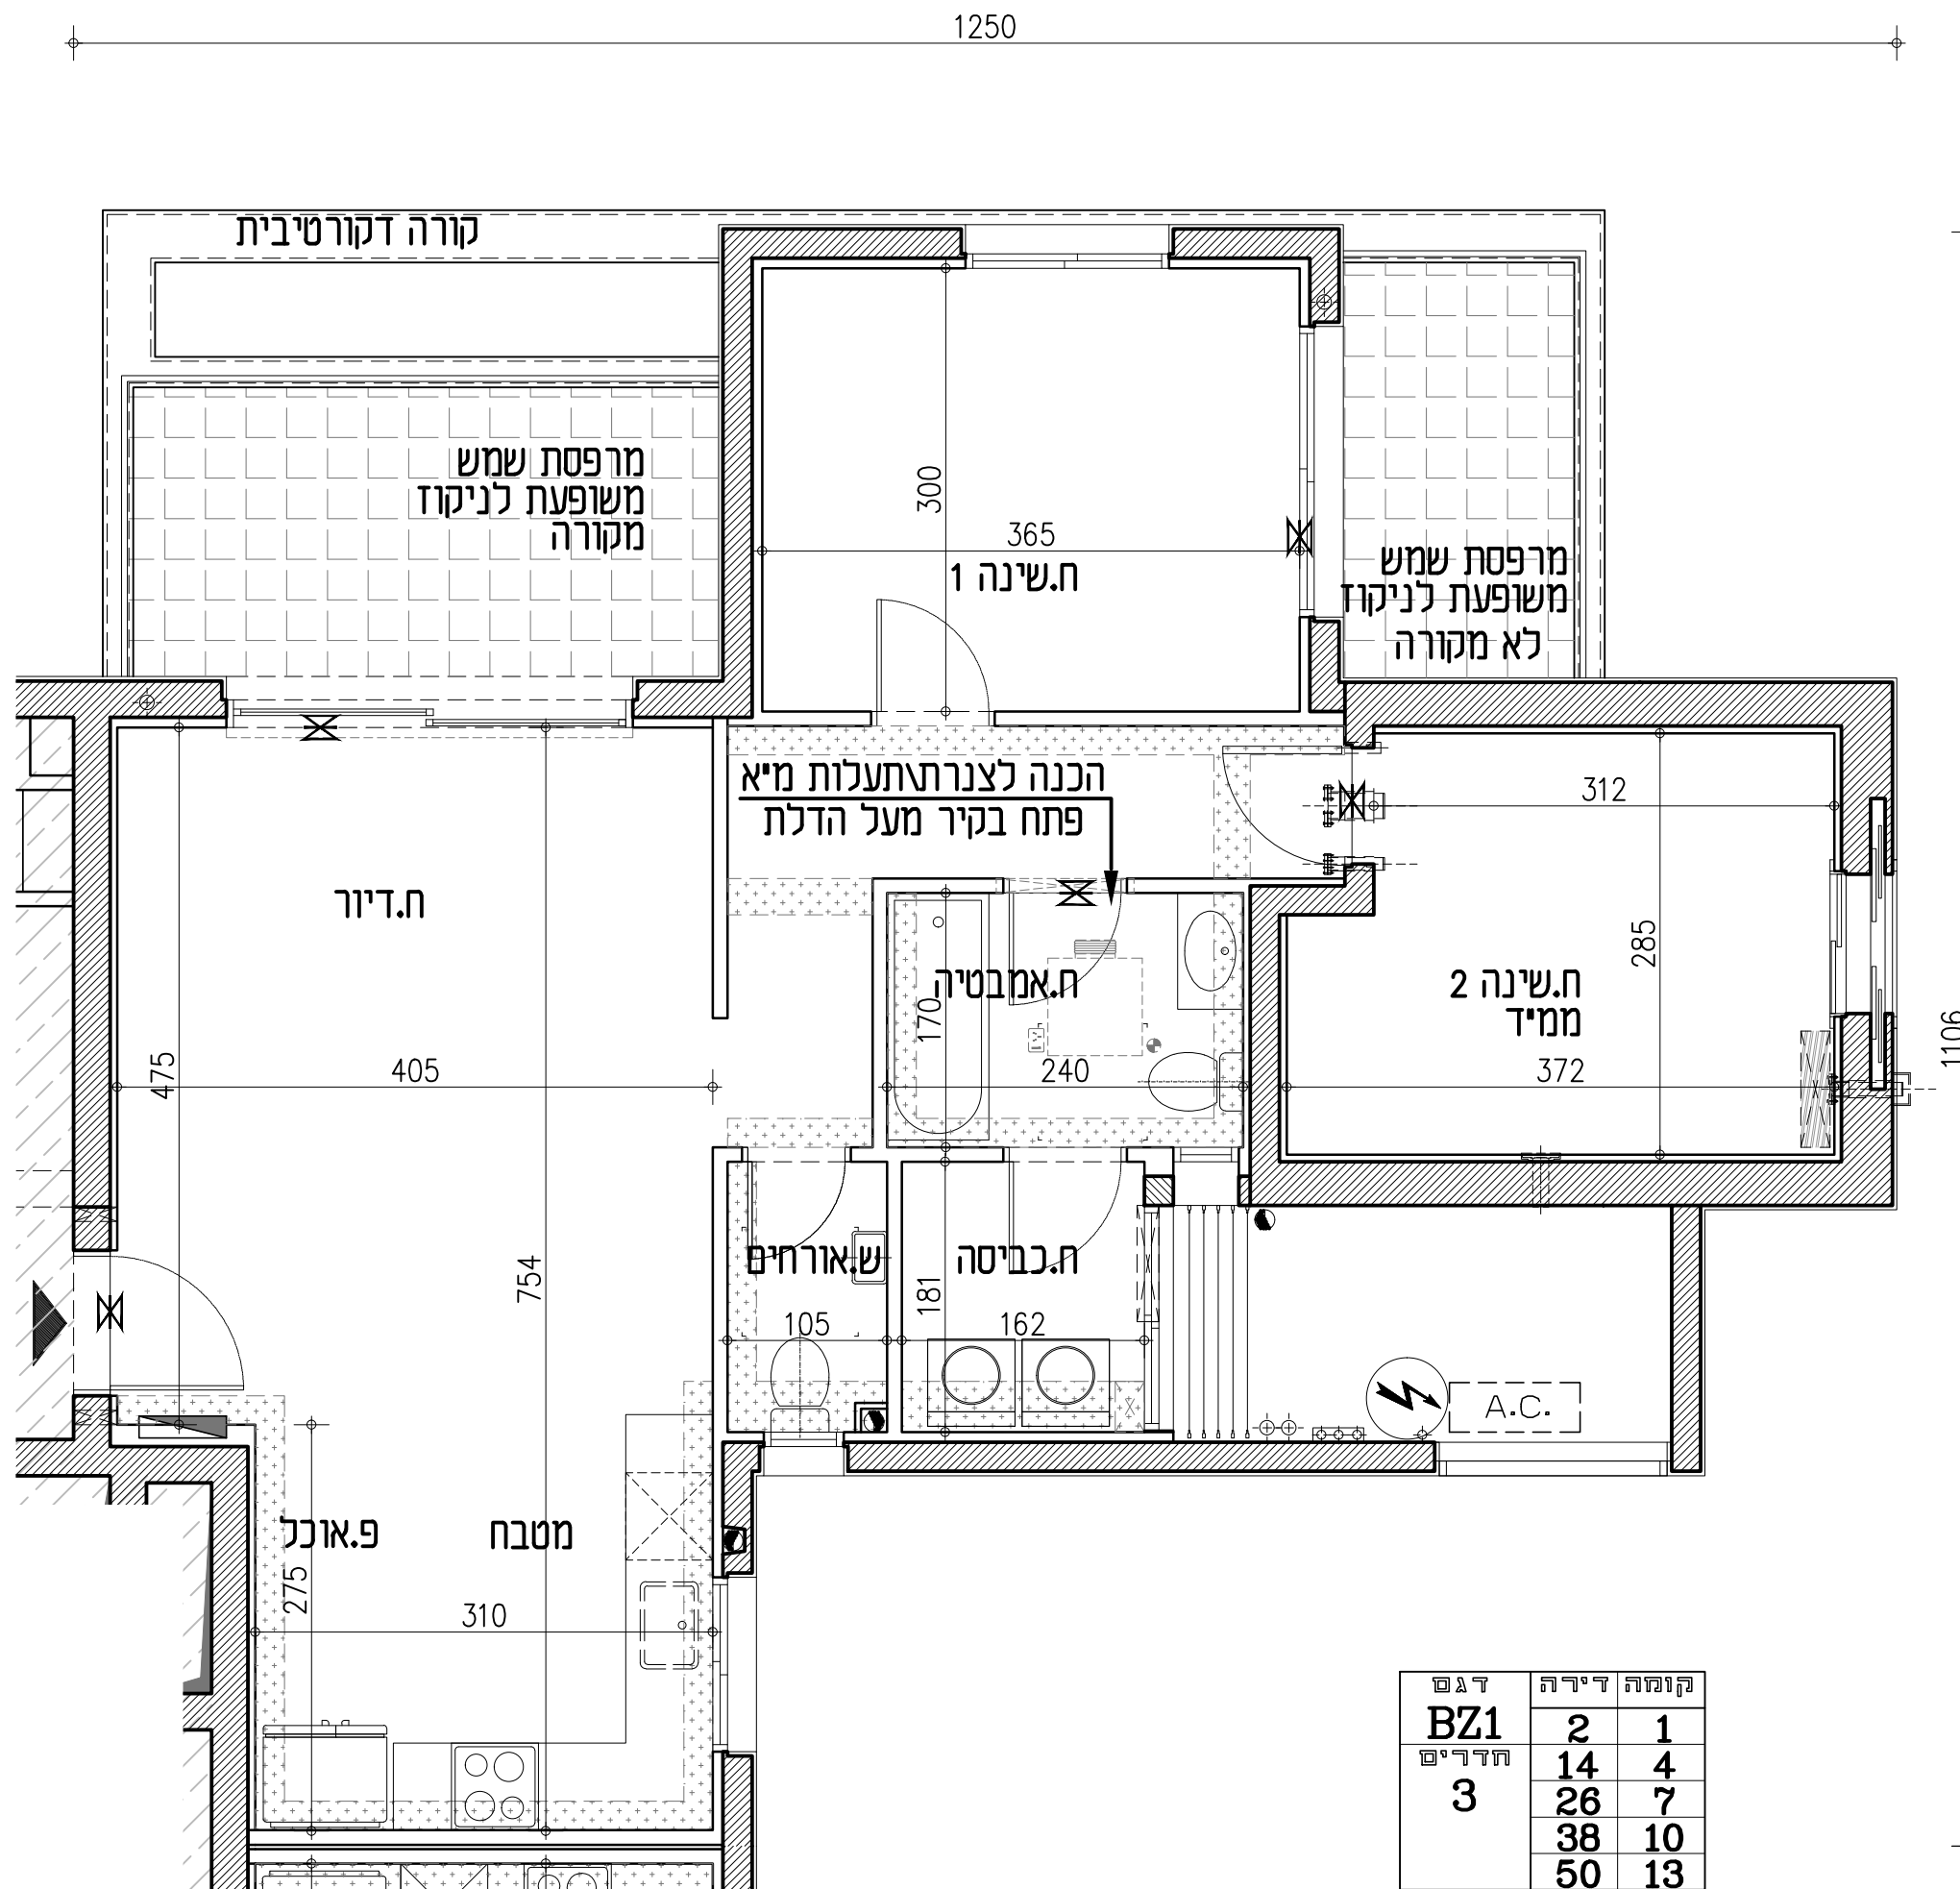 1250
קורה דקורטיבית
מרפסת שמש
משופעת לניקוז
מקורה
300
365
ח.שינה 1
מרפסת שמש
משופעת לניקוז
לא מקורה
הכנה לצנרת\תעלות מ"א
פתח בקיר מעל הדלת
312
ח.דיור
ח.אמבטיה
170
240
285
ח.שינה 2
ממ"ד
372
1106
475
405
754
ש.אורחים
105
ח.כביסה
181
162
A.C.
פ.אוכל
מטבח
275
310
דגם
BZ1
חדרים
3
דירה קומה
2 1
14 4
26 7
38 10
50 13